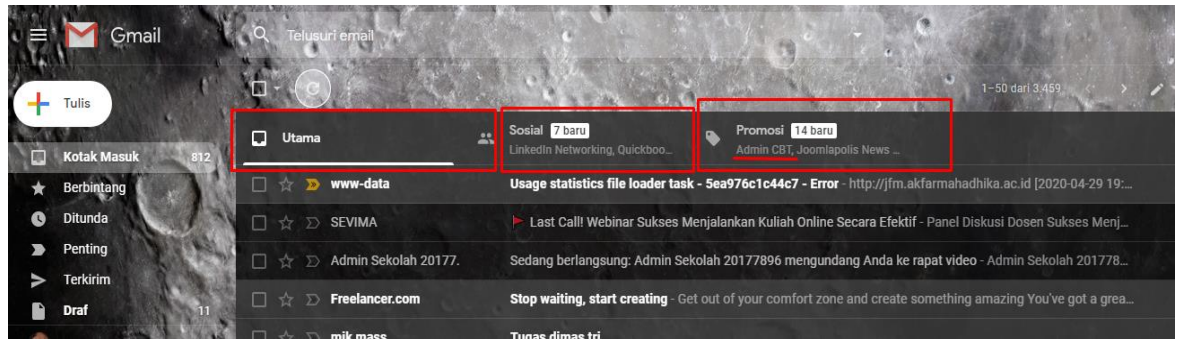 Gmail
Telusuri email
Tulis
1–50 dari 3.459
Utama
Sosial 7 baru
LinkedIn Networking, Quickboo...
Promosi 14 baru
Admin CBT, Joomlapolis News ...
Kotak Masuk 812
Berbintang
Ditunda
Penting
Terkirim
Draf 11
www-data Usage statistics file loader task - 5ea976c1c44c7 - Error - http://jfm.akfarmahadhika.ac.id [2020-04-29 19:...
SEVIMA Last Call! Webinar Sukses Menjalankan Kuliah Online Secara Efektif - Panel Diskusi Dosen Sukses Menj...
Admin Sekolah 20177. Sedang berlangsung: Admin Sekolah 20177896 mengundang Anda ke rapat video - Admin Sekolah 201778...
Freelancer.com Stop waiting, start creating - Get out of your comfort zone and create something amazing You've got a grea...
mik mass Tugas dimas tri